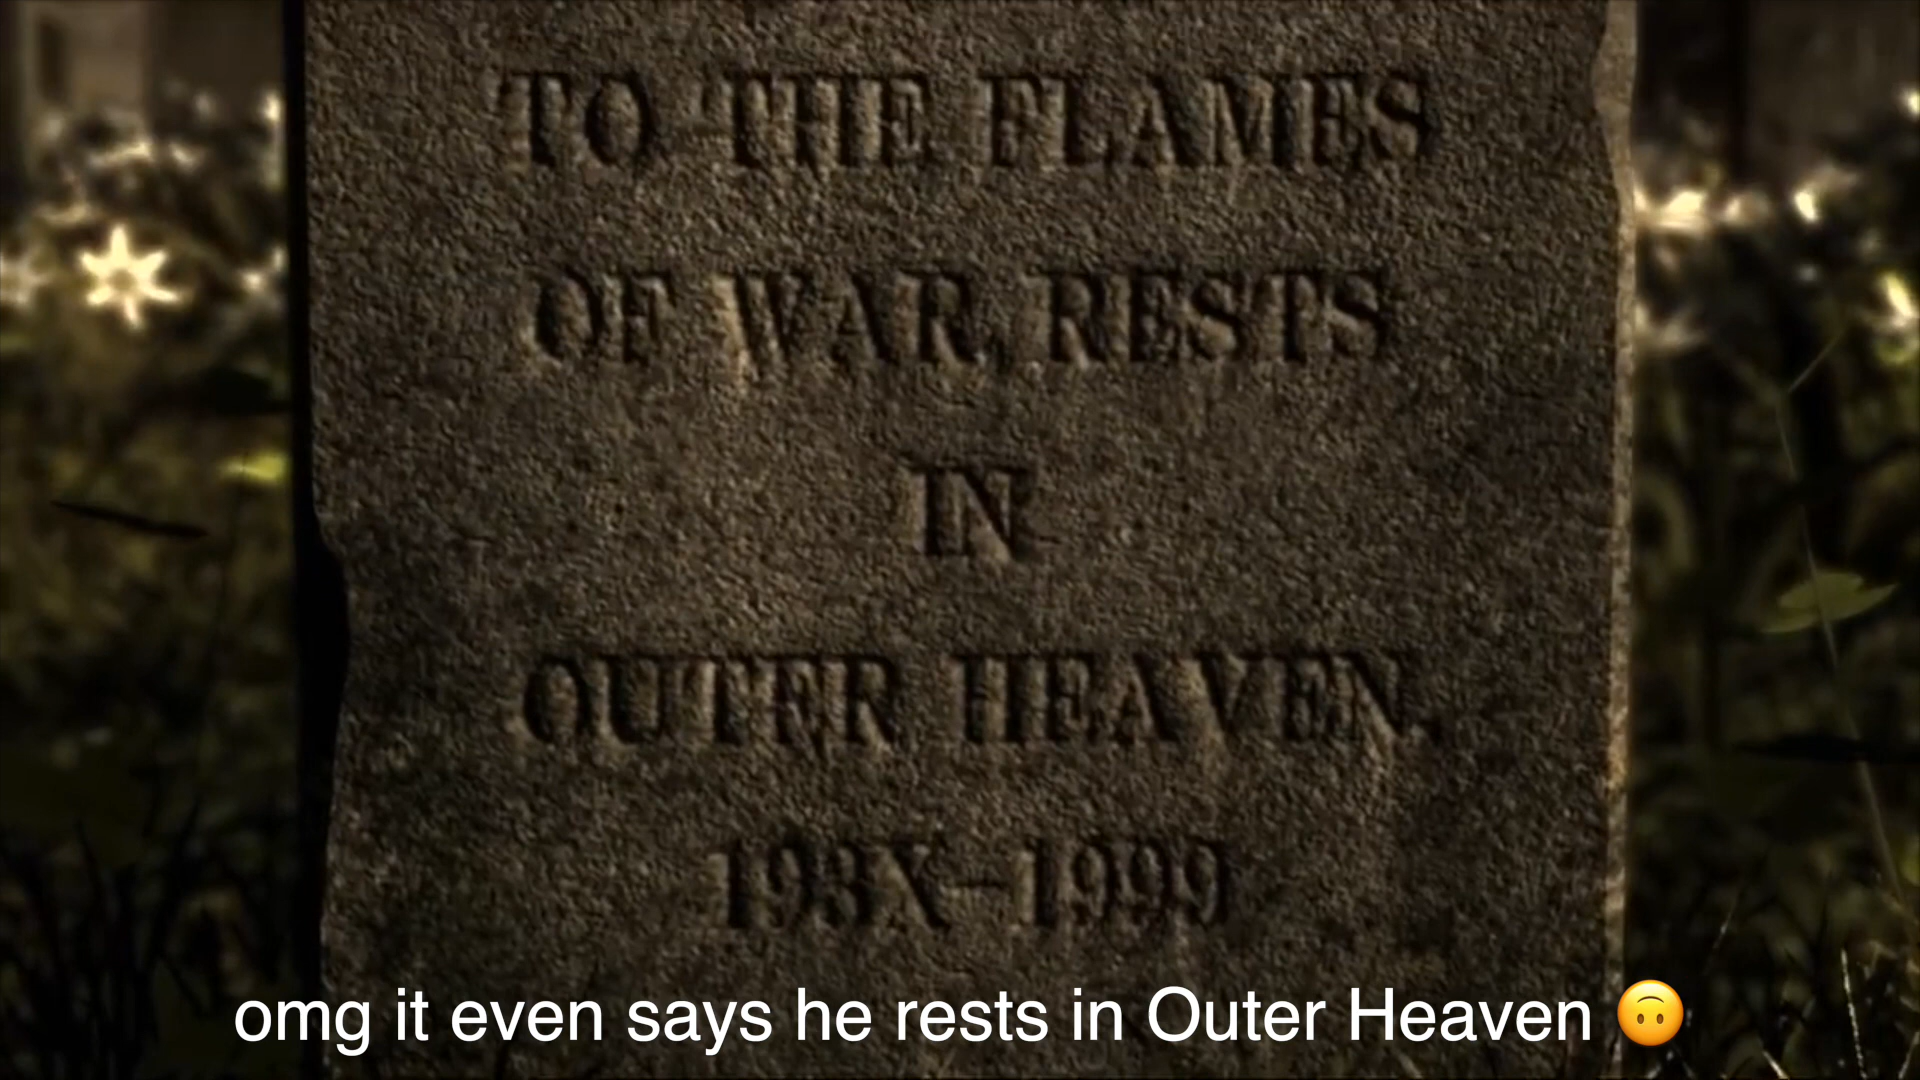 TO THE FLAMES
OF WAR, RESTS
IN
OUTER HEAVEN.
193X–1999
omg it even says he rests in Outer Heaven 🙃